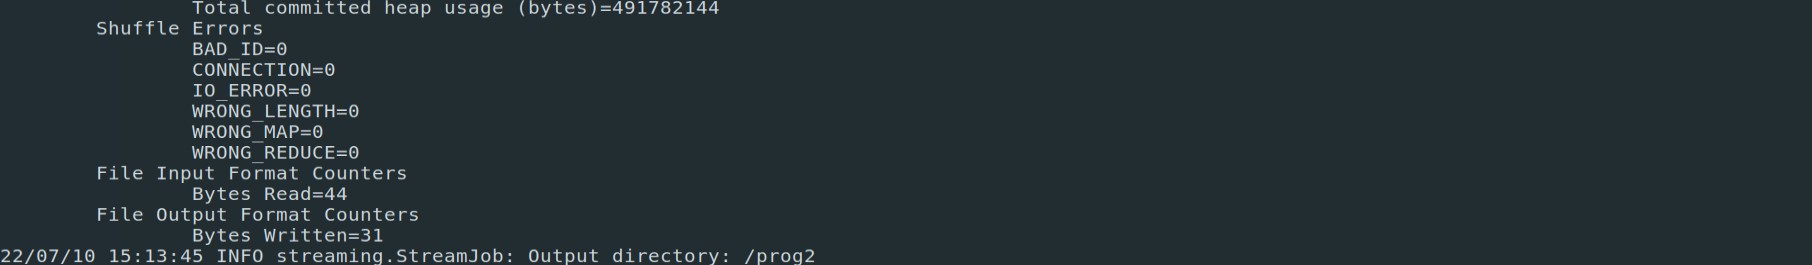 Total committed heap usage (bytes)=491782144
Shuffle Errors
BAD_ID=0
CONNECTION=0
IO_ERROR=0
WRONG_LENGTH=0
WRONG_MAP=0
WRONG_REDUCE=0
File Input Format Counters
Bytes Read=44
File Output Format Counters
Bytes Written=31
22/07/10 15:13:45 INFO streaming.StreamJob: Output directory: /prog2